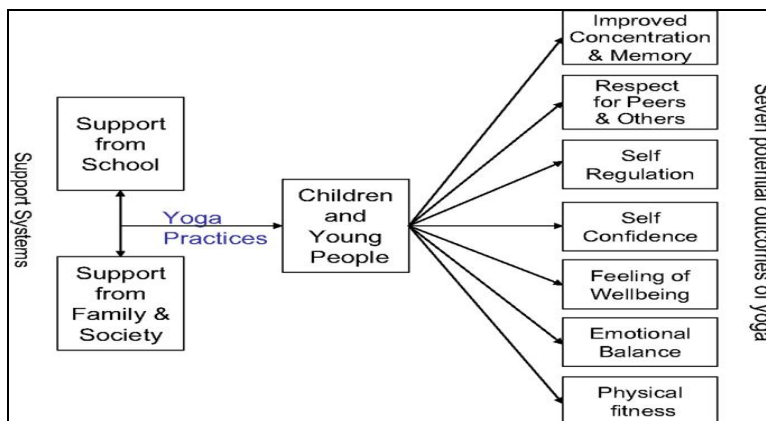 Support Systems
Support
from
School
Support
from
Family &
Society
Yoga
Practices
Children
and
Young
People
Improved
Concentration
& Memory
Respect
for Peers
& Others
Self
Regulation
Self
Confidence
Feeling of
Wellbeing
Emotional
Balance
Physical
fitness
Seven potential outcomes of yoga